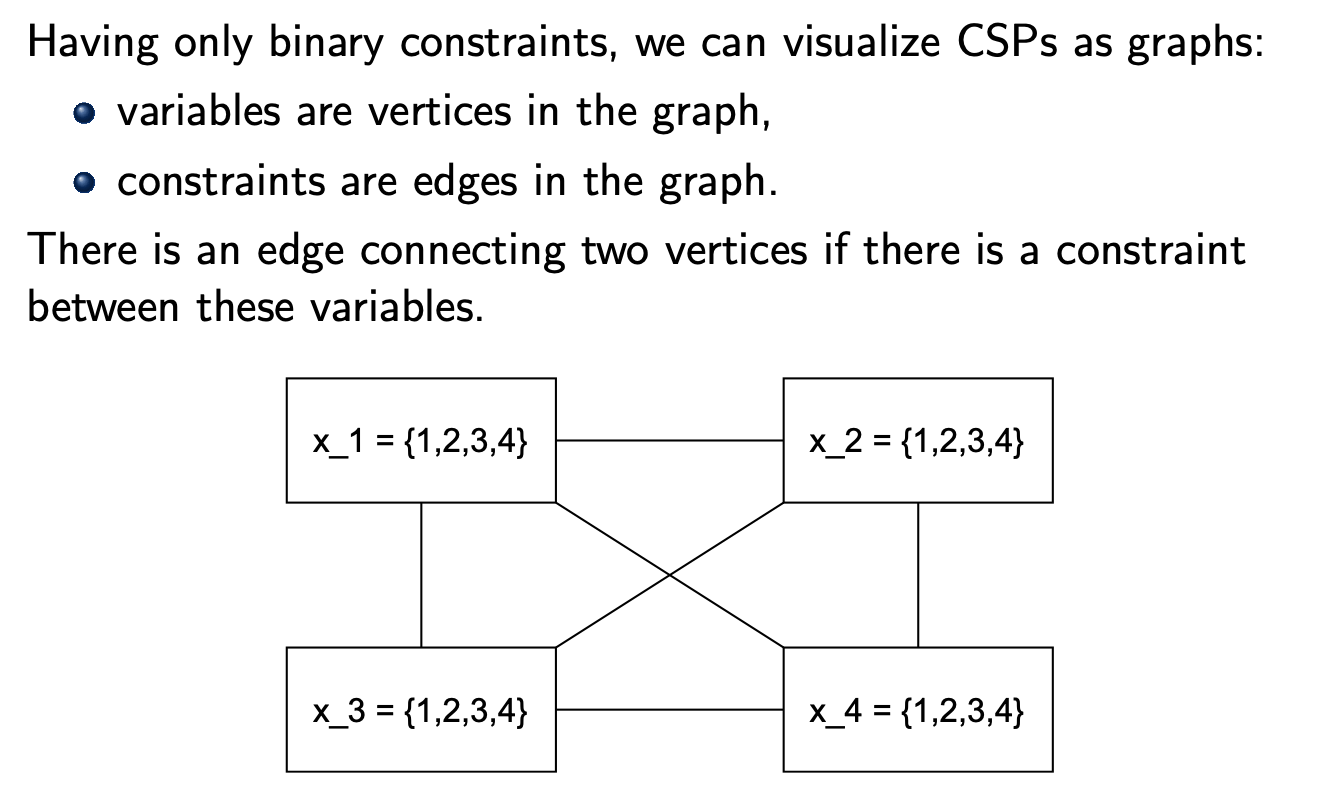 Having only binary constraints, we can visualize CSPs as graphs:
variables are vertices in the graph,
constraints are edges in the graph.
There is an edge connecting two vertices if there is a constraint
between these variables.
x_1 = {1,2,3,4}
x_2 = {1,2,3,4}
x_3 = {1,2,3,4}
x_4 = {1,2,3,4}